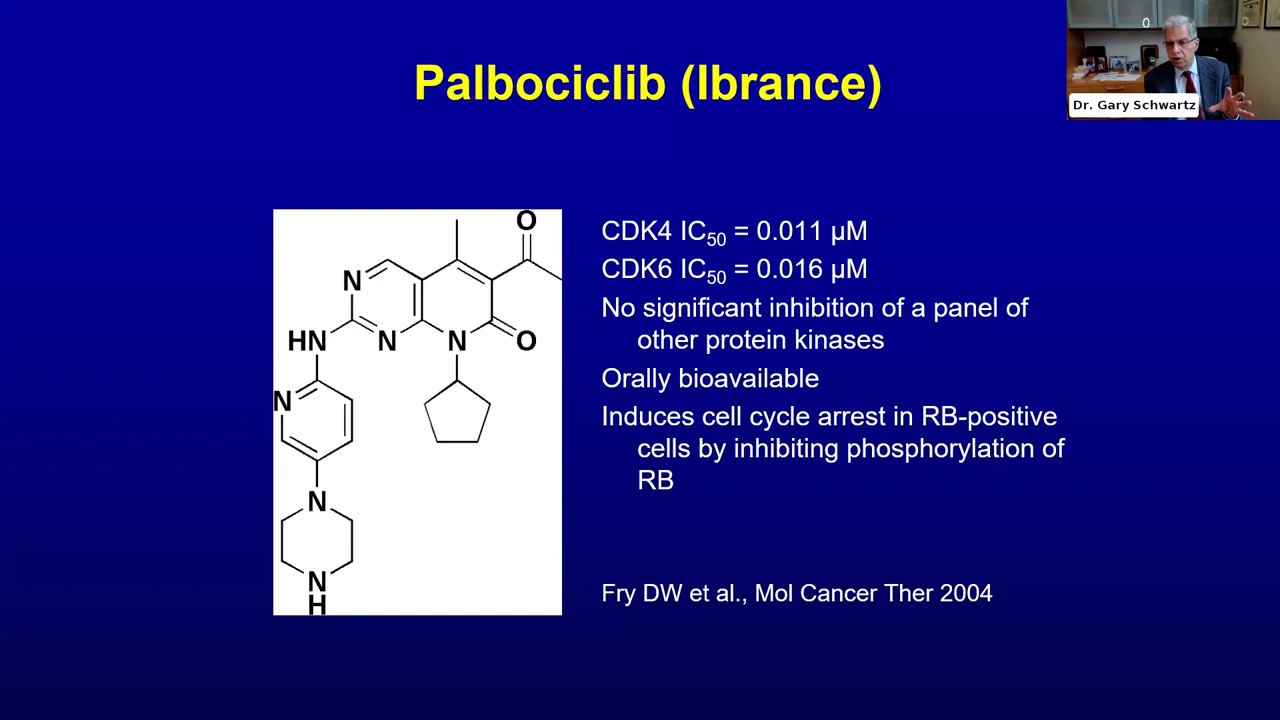 0
Dr. Gary Schwartz
Palbociclib (Ibrance)
O
N
HN
N
N
O
N
N
N
H
CDK4 IC50 = 0.011 µM
CDK6 IC50 = 0.016 µM
No significant inhibition of a panel of
other protein kinases
Orally bioavailable
Induces cell cycle arrest in RB-positive
cells by inhibiting phosphorylation of
RB
Fry DW et al., Mol Cancer Ther 2004